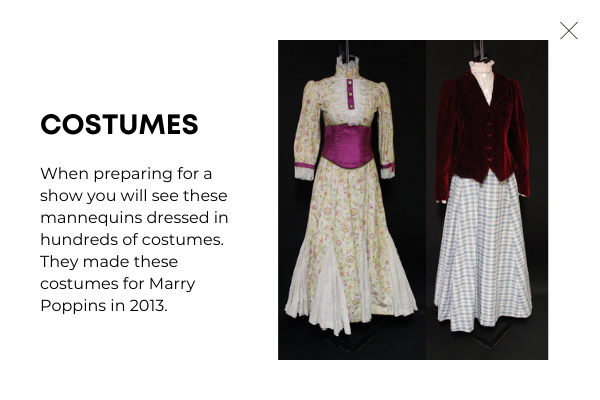 COSTUMES
When preparing for a
show you will see these
mannequins dressed in
hundreds of costumes.
They made these
costumes for Marry
Poppins in 2013.